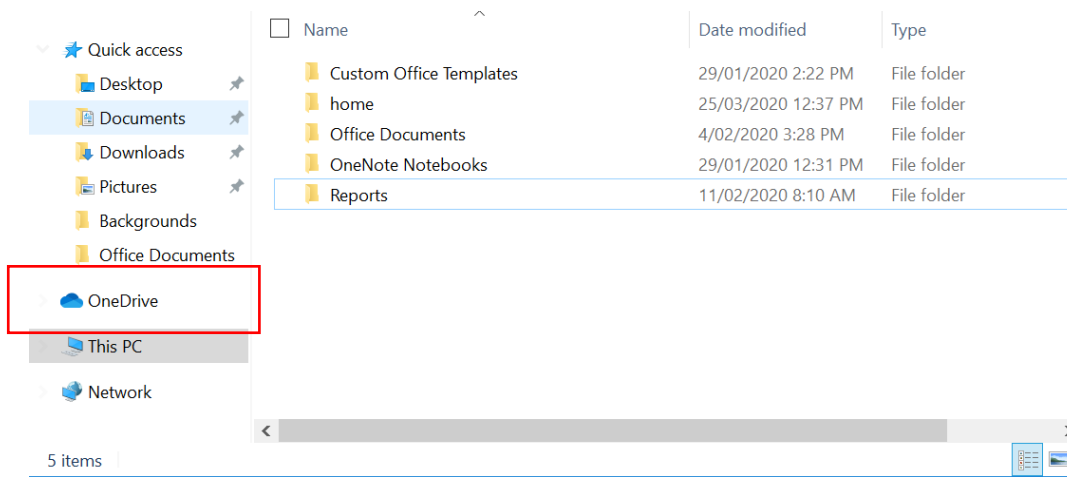 Quick access
Desktop
Documents
Downloads
Pictures
Backgrounds
Office Documents
OneDrive
This PC
Network
Name Date modified Type
Custom Office Templates 29/01/2020 2:22 PM File folder
home 25/03/2020 12:37 PM File folder
Office Documents 4/02/2020 3:28 PM File folder
OneNote Notebooks 29/01/2020 12:31 PM File folder
Reports 11/02/2020 8:10 AM File folder
5 items